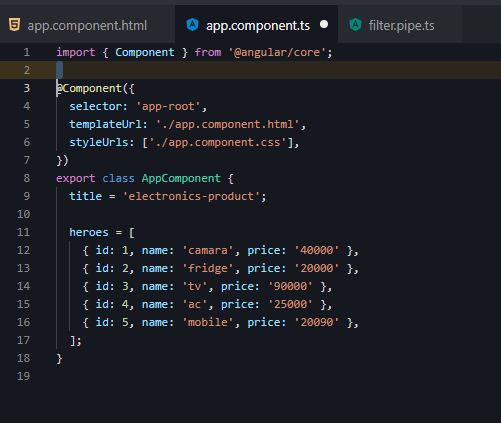 app.component.html app.component.ts filter.pipe.ts
1 import { Component } from '@angular/core';
2
3 @Component({
4 selector: 'app-root',
5 templateUrl: './app.component.html',
6 styleUrls: ['./app.component.css'],
7 })
8 export class AppComponent {
9 title = 'electronics-product';
10
11 heroes = [
12 { id: 1, name: 'camara', price: '40000' },
13 { id: 2, name: 'fridge', price: '20000' },
14 { id: 3, name: 'tv', price: '90000' },
15 { id: 4, name: 'ac', price: '25000' },
16 { id: 5, name: 'mobile', price: '20090' },
17 ];
18 }
19